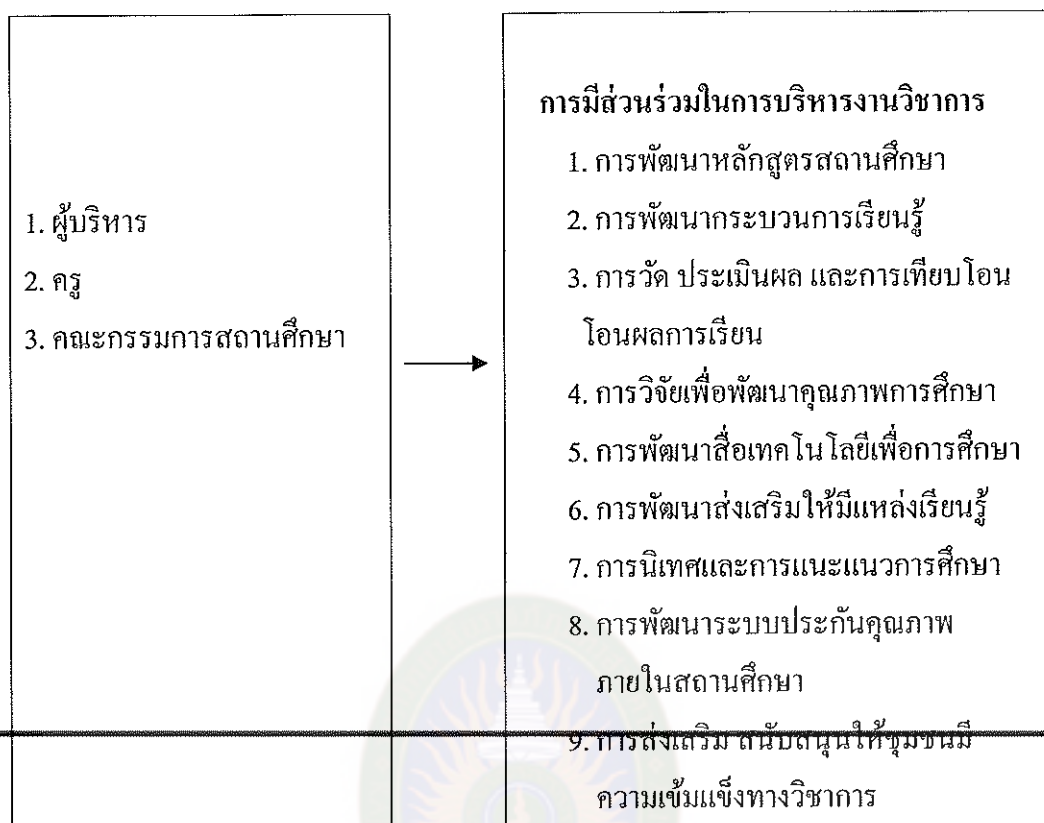 1. ผู้บริหาร
2. ครู
3. คณะกรรมการสถานศึกษา
การมีส่วนร่วมในการบริหารงานวิชาการ
1. การพัฒนาหลักสูตรสถานศึกษา
2. การพัฒนากระบวนการเรียนรู้
3. การวัด ประเมินผล และการเทียบโอน
โอนผลการเรียน
4. การวิจัยเพื่อพัฒนาคุณภาพการศึกษา
5. การพัฒนาสื่อเทคโนโลยีเพื่อการศึกษา
6. การพัฒนาส่งเสริมให้มีแหล่งเรียนรู้
7. การนิเทศและการแนะแนวการศึกษา
8. การพัฒนาระบบประกันคุณภาพ
ภายในสถานศึกษา
9. การส่งเสริม สนับสนุนให้ชุมชนมี
ความเข้มแข็งทางวิชาการ